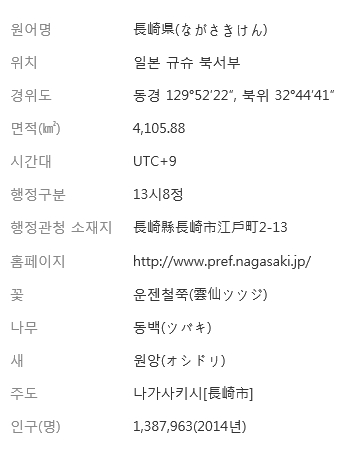 원어명 長崎県(ながさきけん)
위치 일본 규슈 북서부
경위도 동경 129°52′22″, 북위 32°44′41″
면적(㎢) 4,105.88
시간대 UTC+9
행정구분 13시8정
행정관청 소재지 長崎縣長崎市江戶町2-13
홈페이지 http://www.pref.nagasaki.jp/
꽃 운젠철쭉(雲仙ツツジ)
나무 동백(ツバキ)
새 원앙(オシドリ)
주도 나가사키시[長崎市]
인구(명) 1,387,963(2014년)